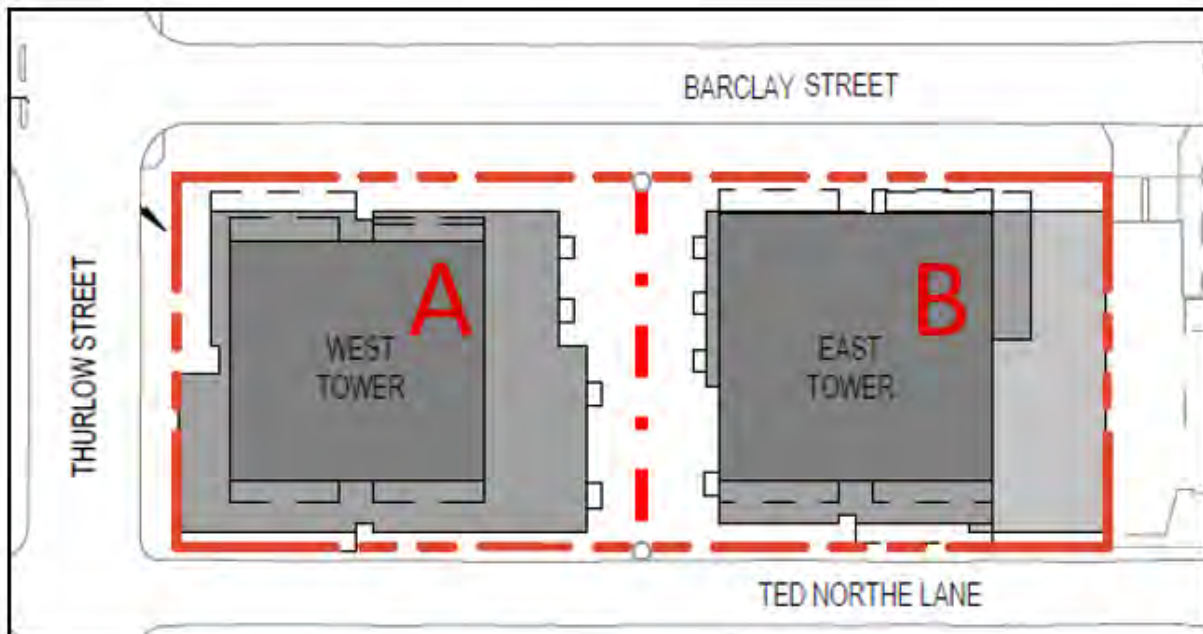 BARCLAY STREET
THURLOW STREET
A
WEST
TOWER
B
EAST
TOWER
TED NORTHE LANE